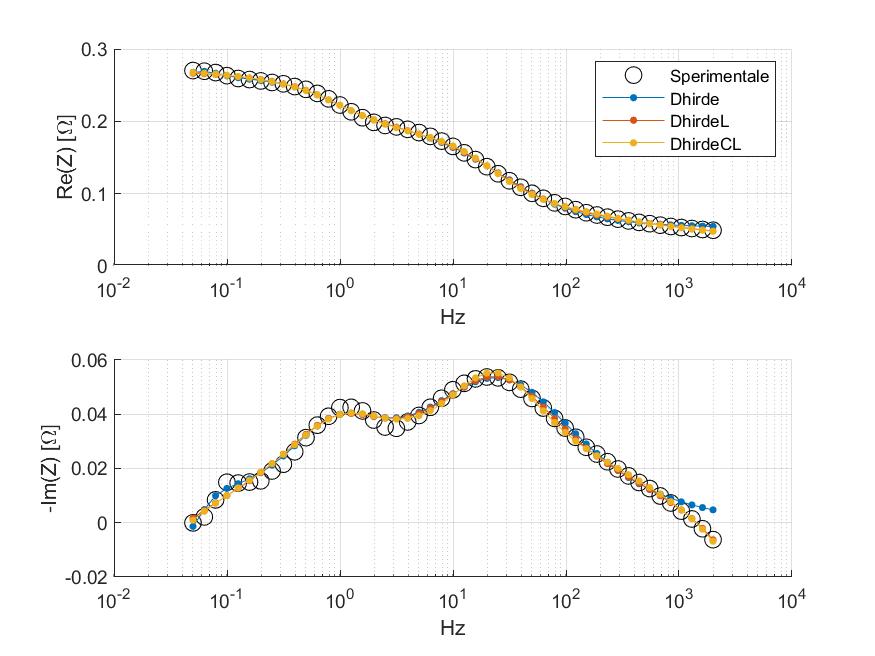 0.3
0.2
0.1
0
Re(Z) [Ω]
Sperimentale
Dhirde
DhirdeL
DhirdeCL
10^-2 10^-1 10^0 10^1 10^2 10^3 10^4
Hz
0.06
0.04
0.02
0
-0.02
-Im(Z) [Ω]
10^-2 10^-1 10^0 10^1 10^2 10^3 10^4
Hz